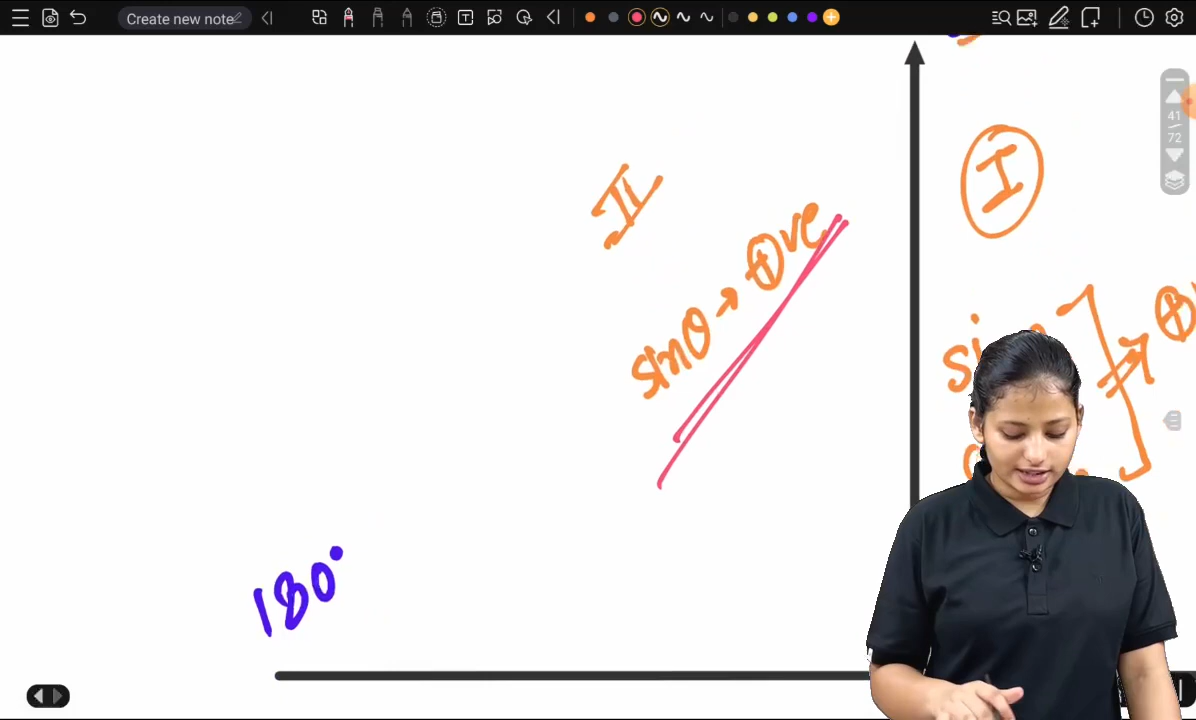 Create new note
41
72
II
I
sinθ → ⊕ve
180°